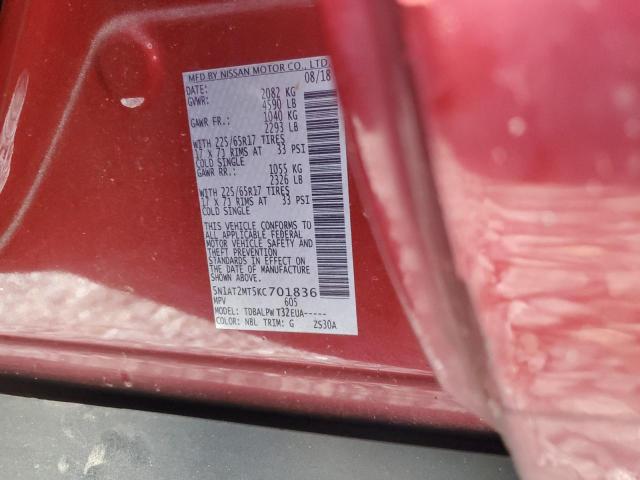 MFD BY NISSAN MOTOR CO., LTD.
DATE: 08/18
GVWR: 2082 KG
4590 LB
GAWR FR.: 1040 KG
2293 LB
WITH 225/65R17 TIRES
17 X 7J RIMS AT 33 PSI
COLD SINGLE
GAWR RR.: 1055 KG
2326 LB
WITH 225/65R17 TIRES
17 X 7J RIMS AT 33 PSI
COLD SINGLE
THIS VEHICLE CONFORMS TO
ALL APPLICABLE FEDERAL
MOTOR VEHICLE SAFETY AND
THEFT PREVENTION
STANDARDS IN EFFECT ON
THE DATE OF MANUFACTURE
SHOWN ABOVE.
5N1AT2MT5KC701836
MPV 605
MODEL: TDBALPW T32EUA-----
COLOR: NBL TRIM: G ZS30A